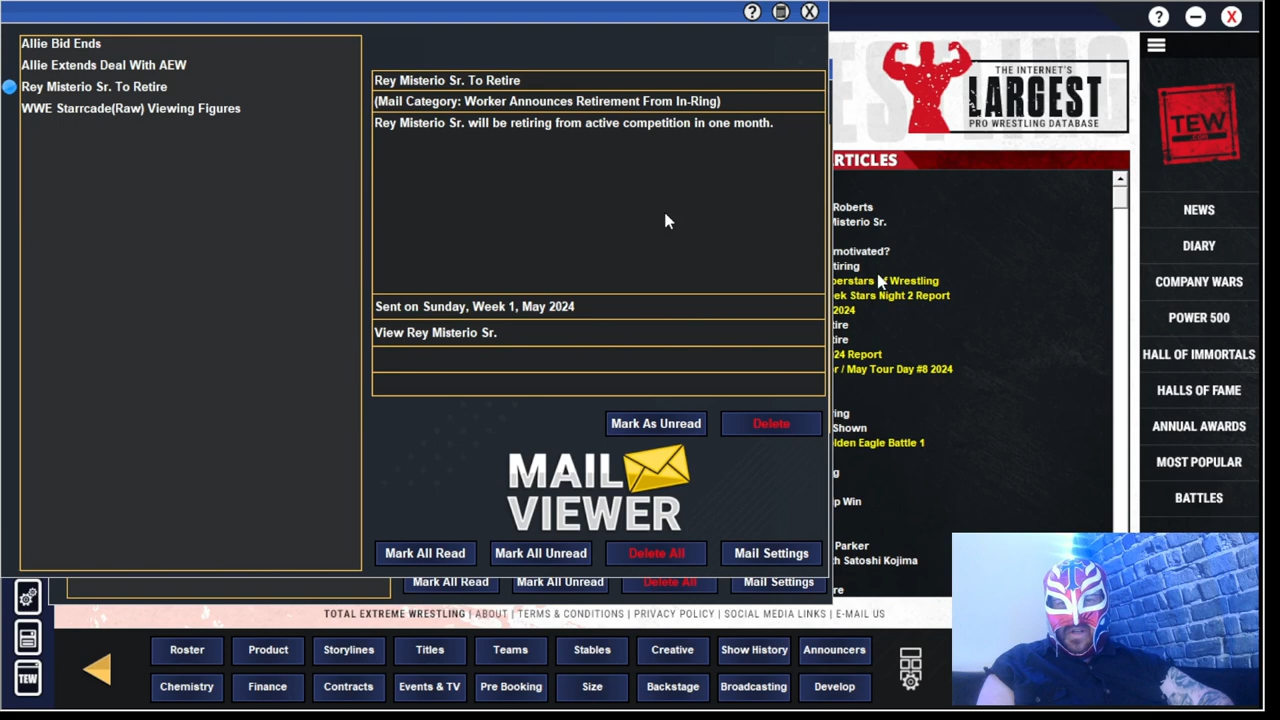 Allie Bid Ends
Allie Extends Deal With AEW
Rey Misterio Sr. To Retire
WWE Starrcade(Raw) Viewing Figures
Rey Misterio Sr. To Retire
(Mail Category: Worker Announces Retirement From In-Ring)
Rey Misterio Sr. will be retiring from active competition in one month.
Sent on Sunday, Week 1, May 2024
View Rey Misterio Sr.
Mark As Unread
Delete
MAIL
VIEWER
Mark All Read
Mark All Unread
Delete All
Mail Settings
Mark All Read
Mark All Unread
Delete All
Mail Settings
THE INTERNET'S
LARGEST
PRO WRESTLING DATABASE
RTICLES
Roberts
isterio Sr.
motivated?
tiring
perstars of Wrestling
ek Stars Night 2 Report
2024
tire
tire
24 Report
r / May Tour Day #8 2024
ing
Shown
lden Eagle Battle 1
g
p Win
Parker
h Satoshi Kojima
re
TEW
.COM
NEWS
DIARY
COMPANY WARS
POWER 500
HALL OF IMMORTALS
HALLS OF FAME
ANNUAL AWARDS
MOST POPULAR
BATTLES
TOTAL EXTREME WRESTLING | ABOUT | TERMS & CONDITIONS | PRIVACY POLICY | SOCIAL MEDIA LINKS | E-MAIL US
TEW
Roster
Product
Storylines
Titles
Teams
Stables
Creative
Show History
Announcers
Chemistry
Finance
Contracts
Events & TV
Pre Booking
Size
Backstage
Broadcasting
Develop